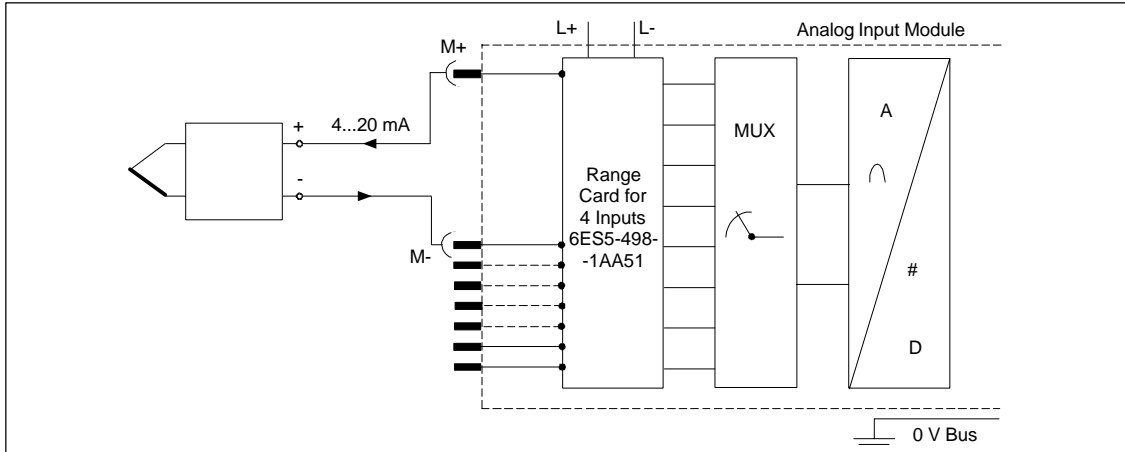 L+ L- Analog Input Module
M+
+ 4...20 mA
-
M-
Range
Card for
4 Inputs
6ES5-498-
-1AA51
MUX
A
#
D
0 V Bus